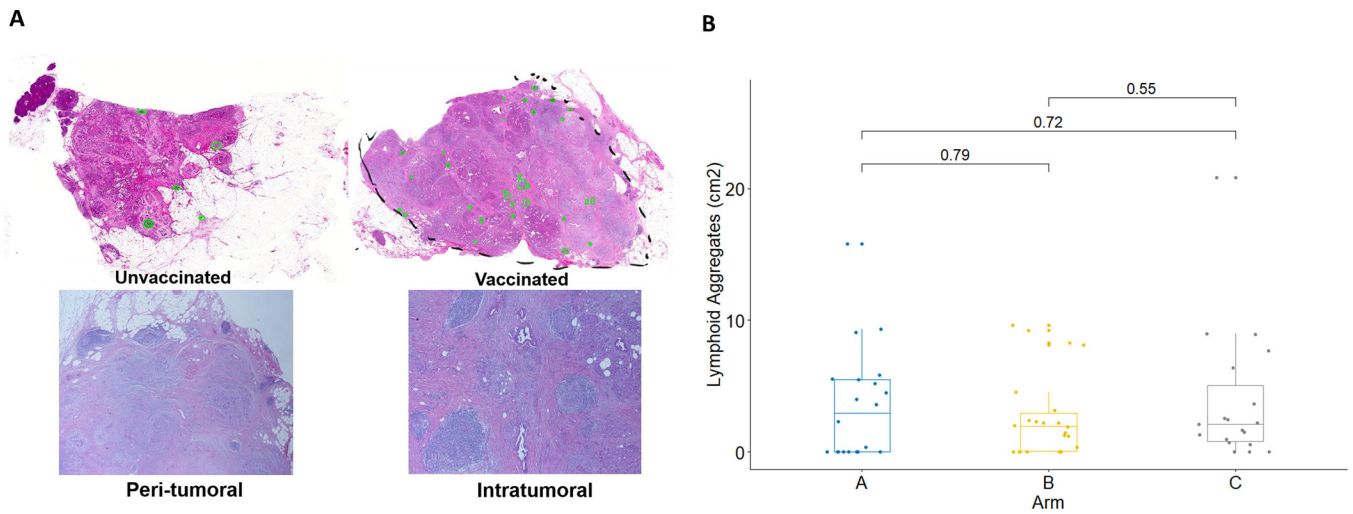 A
Unvaccinated
Vaccinated
Peri-tumoral
Intratumoral
B
0.55
0.72
0.79
Lymphoid Aggregates (cm2)
20
10
0
A
B
C
Arm